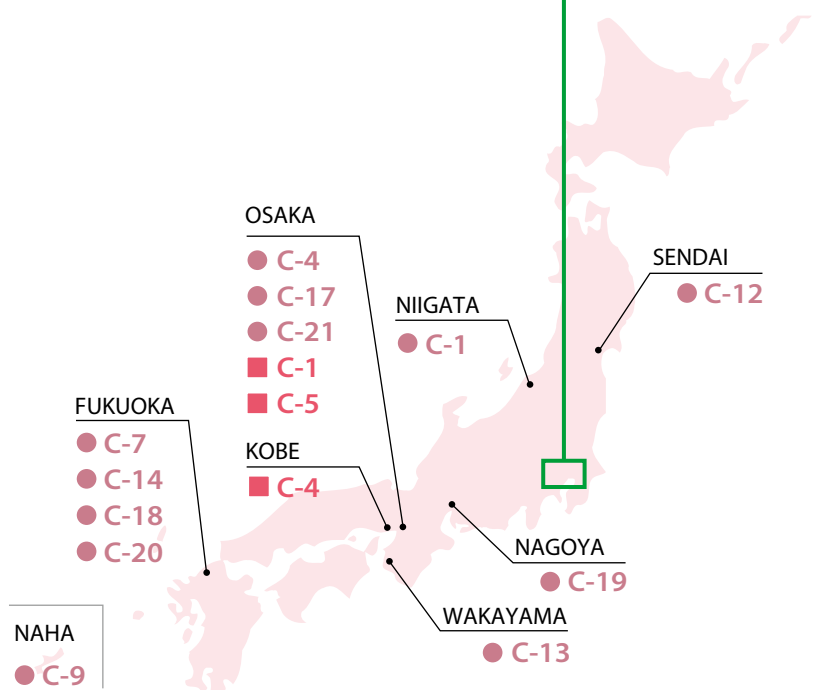 OSAKA
C-4
C-17
C-21
C-1
C-5
SENDAI
C-12
NIIGATA
C-1
FUKUOKA
C-7
C-14
C-18
C-20
KOBE
C-4
NAGOYA
C-19
WAKAYAMA
C-13
NAHA
C-9